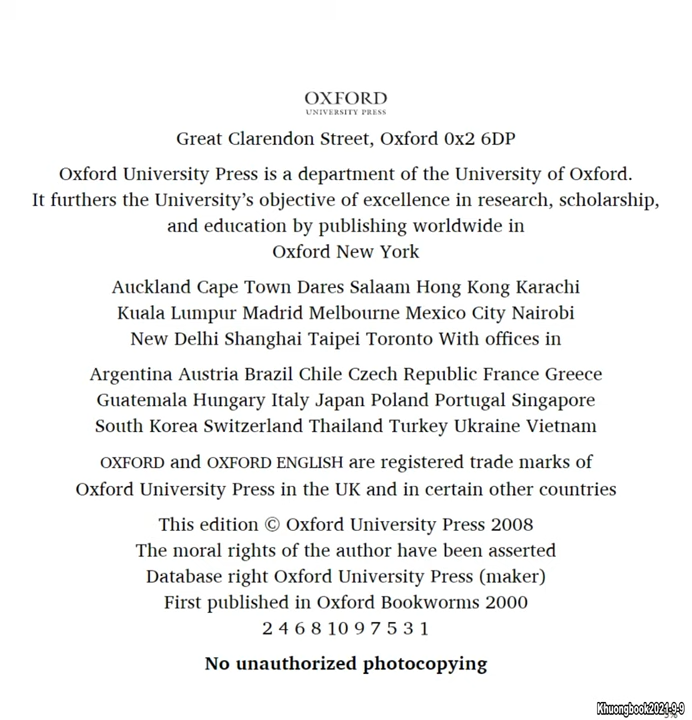 OXFORD
UNIVERSITY PRESS
Great Clarendon Street, Oxford 0x2 6DP
Oxford University Press is a department of the University of Oxford.
It furthers the University's objective of excellence in research, scholarship,
and education by publishing worldwide in
Oxford New York
Auckland Cape Town Dares Salaam Hong Kong Karachi
Kuala Lumpur Madrid Melbourne Mexico City Nairobi
New Delhi Shanghai Taipei Toronto With offices in
Argentina Austria Brazil Chile Czech Republic France Greece
Guatemala Hungary Italy Japan Poland Portugal Singapore
South Korea Switzerland Thailand Turkey Ukraine Vietnam
OXFORD and OXFORD ENGLISH are registered trade marks of
Oxford University Press in the UK and in certain other countries
This edition © Oxford University Press 2008
The moral rights of the author have been asserted
Database right Oxford University Press (maker)
First published in Oxford Bookworms 2000
2 4 6 8 10 9 7 5 3 1
No unauthorized photocopying
Khuongbook2021-9-9